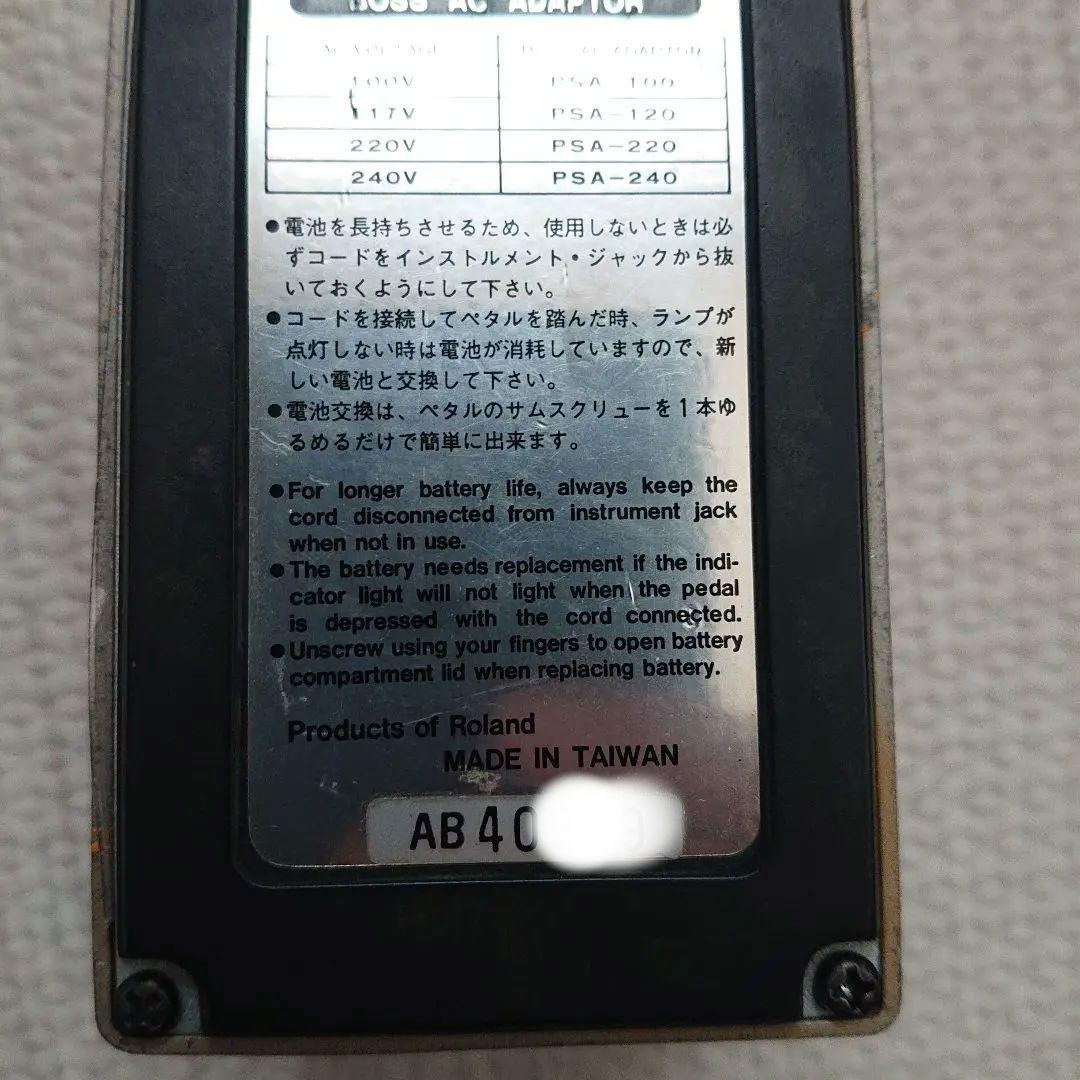 BOSS AC ADAPTOR
AC VOLTAGE AC ADAPTOR
100V PSA-100
117V PSA-120
220V PSA-220
240V PSA-240
●電池を長持ちさせるため、使用しないときは必
ずコードをインストルメント・ジャックから抜
いておくようにして下さい。
●コードを接続してペタルを踏んだ時、ランプが
点灯しない時は電池が消耗していますので、新
しい電池と交換して下さい。
●電池交換は、ペタルのサムスクリューを1本ゆ
るめるだけで簡単に出来ます。
●For longer battery life, always keep the
cord disconnected from instrument jack
when not in use.
●The battery needs replacement if the indi-
cator light will not light when the pedal
is depressed with the cord connected.
●Unscrew using your fingers to open battery
compartment lid when replacing battery.
Products of Roland
MADE IN TAIWAN
AB40